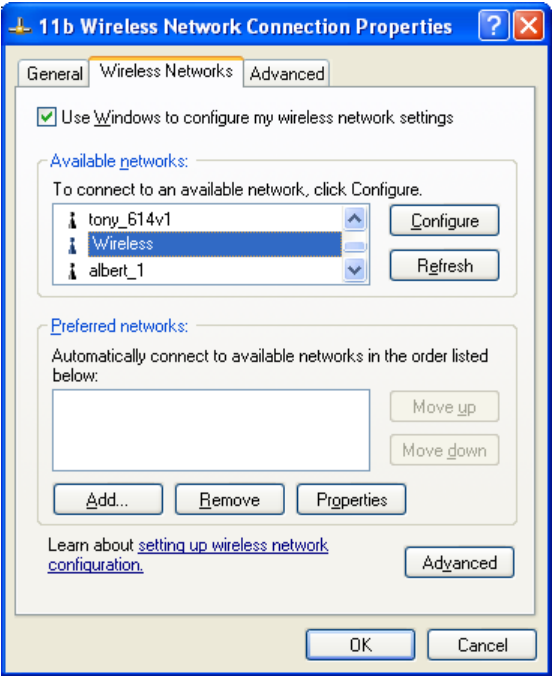 11b Wireless Network Connection Properties
General Wireless Networks Advanced
Use Windows to configure my wireless network settings
Available networks:
To connect to an available network, click Configure.
tony_614v1
Wireless
albert_1
Configure
Refresh
Preferred networks:
Automatically connect to available networks in the order listed
below:
Move up
Move down
Add... Remove Properties
Learn about setting up wireless network
configuration.
Advanced
OK Cancel